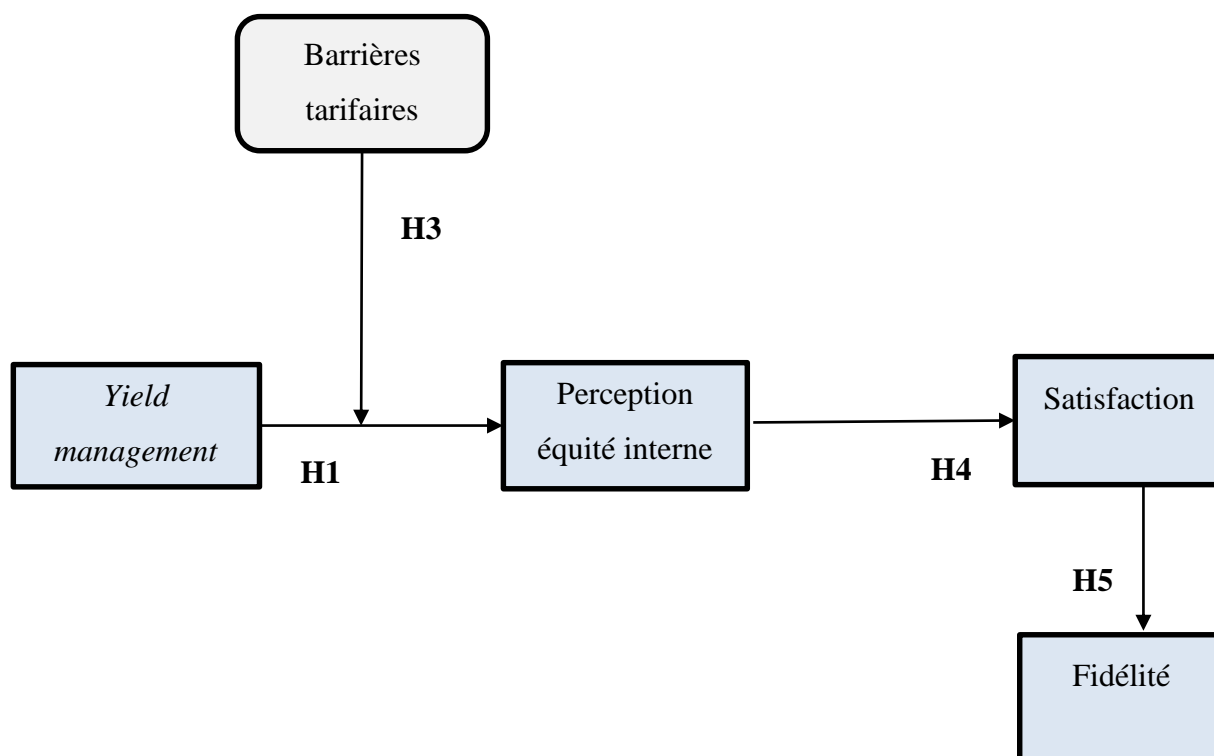 Barrières
tarifaires
H3
Yield
management
H1
Perception
équité interne
H4
Satisfaction
H5
Fidélité